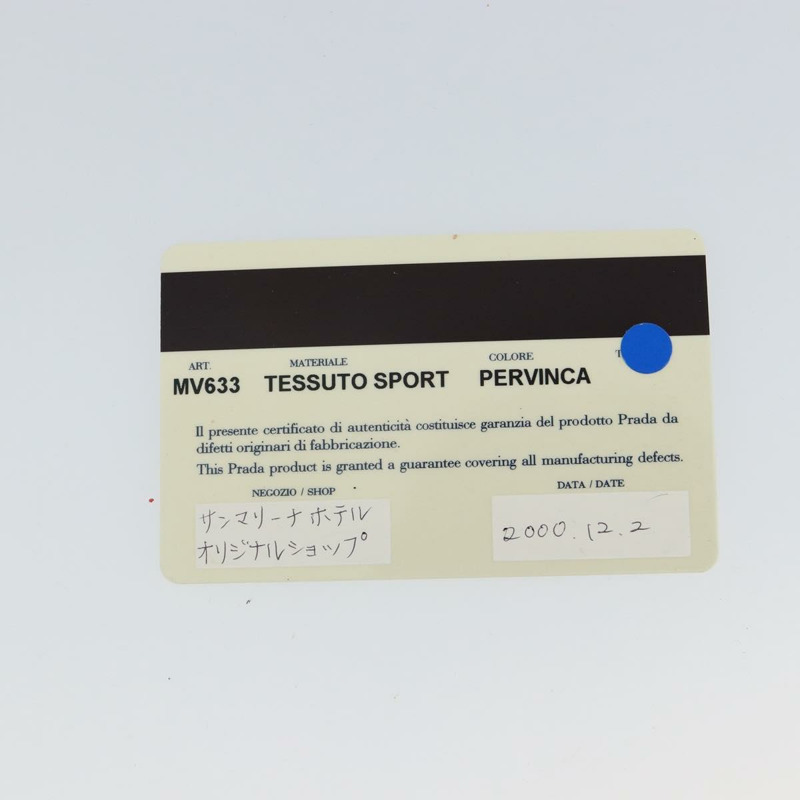 ART. MATERIALE COLORE T
MV633 TESSUTO SPORT PERVINCA
Il presente certificato di autenticità costituisce garanzia del prodotto Prada da
difetti originari di fabbricazione.
This Prada product is granted a guarantee covering all manufacturing defects.
NEGOZIO / SHOP DATA / DATE
サンマリーナホテル
オリジナルショップ
2000.12.2